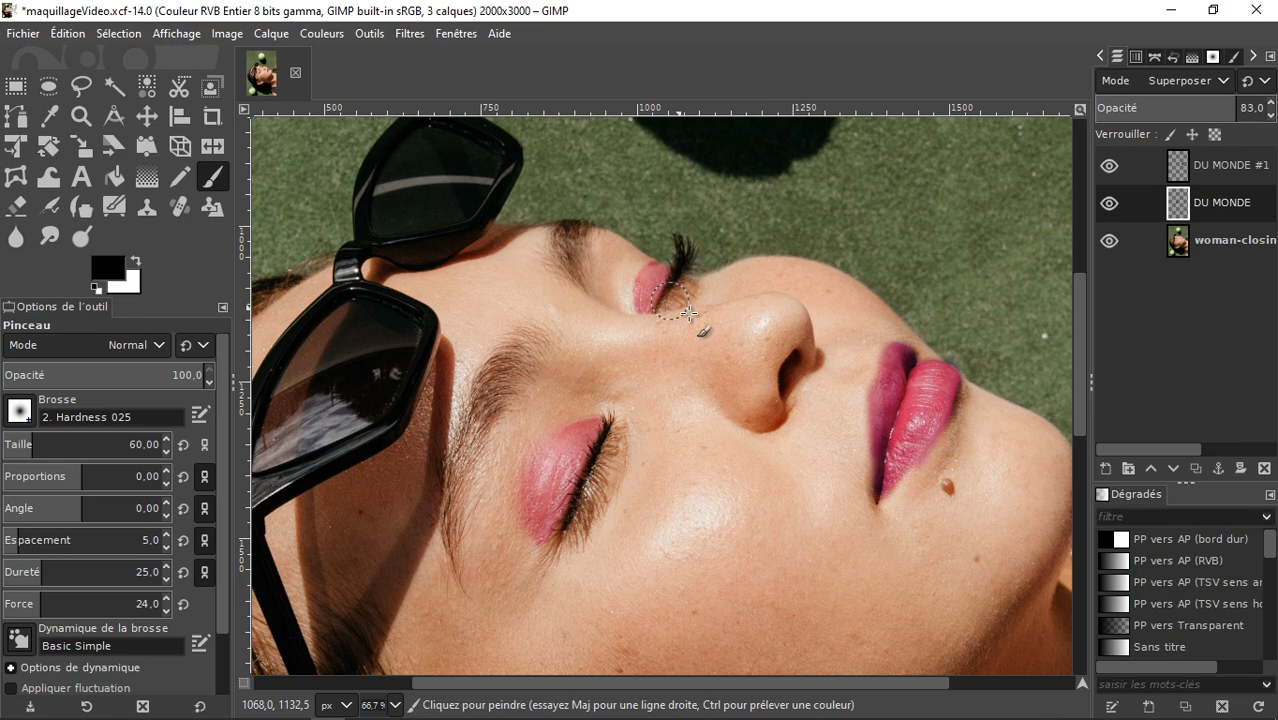 *maquillageVideo.xcf-14.0 (Couleur RVB Entier 8 bits gamma, GIMP built-in sRGB, 3 calques) 2000x3000 – GIMP
Fichier Édition Sélection Affichage Image Calque Couleurs Outils Filtres Fenêtres Aide
Mode Superposer
Opacité 83,0
Verrouiller :
DU MONDE #1
DU MONDE
woman-closin
500 750 1000 1250 1500
1000
1250
1500
Options de l'outil
Pinceau
Mode Normal
Opacité 100,0
Brosse
2. Hardness 025
Taille 60,00
Proportions 0,00
Angle 0,00
Espacement 5,0
Dureté 25,0
Force 24,0
Dynamique de la brosse
Basic Simple
Options de dynamique
Appliquer fluctuation
Dégradés
filtre
PP vers AP (bord dur)
PP vers AP (RVB)
PP vers AP (TSV sens an
PP vers AP (TSV sens ho
PP vers Transparent
Sans titre
saisir les mots-clés
1068,0, 1132,5 px 66,7 % Cliquez pour peindre (essayez Maj pour une ligne droite, Ctrl pour prélever une couleur)